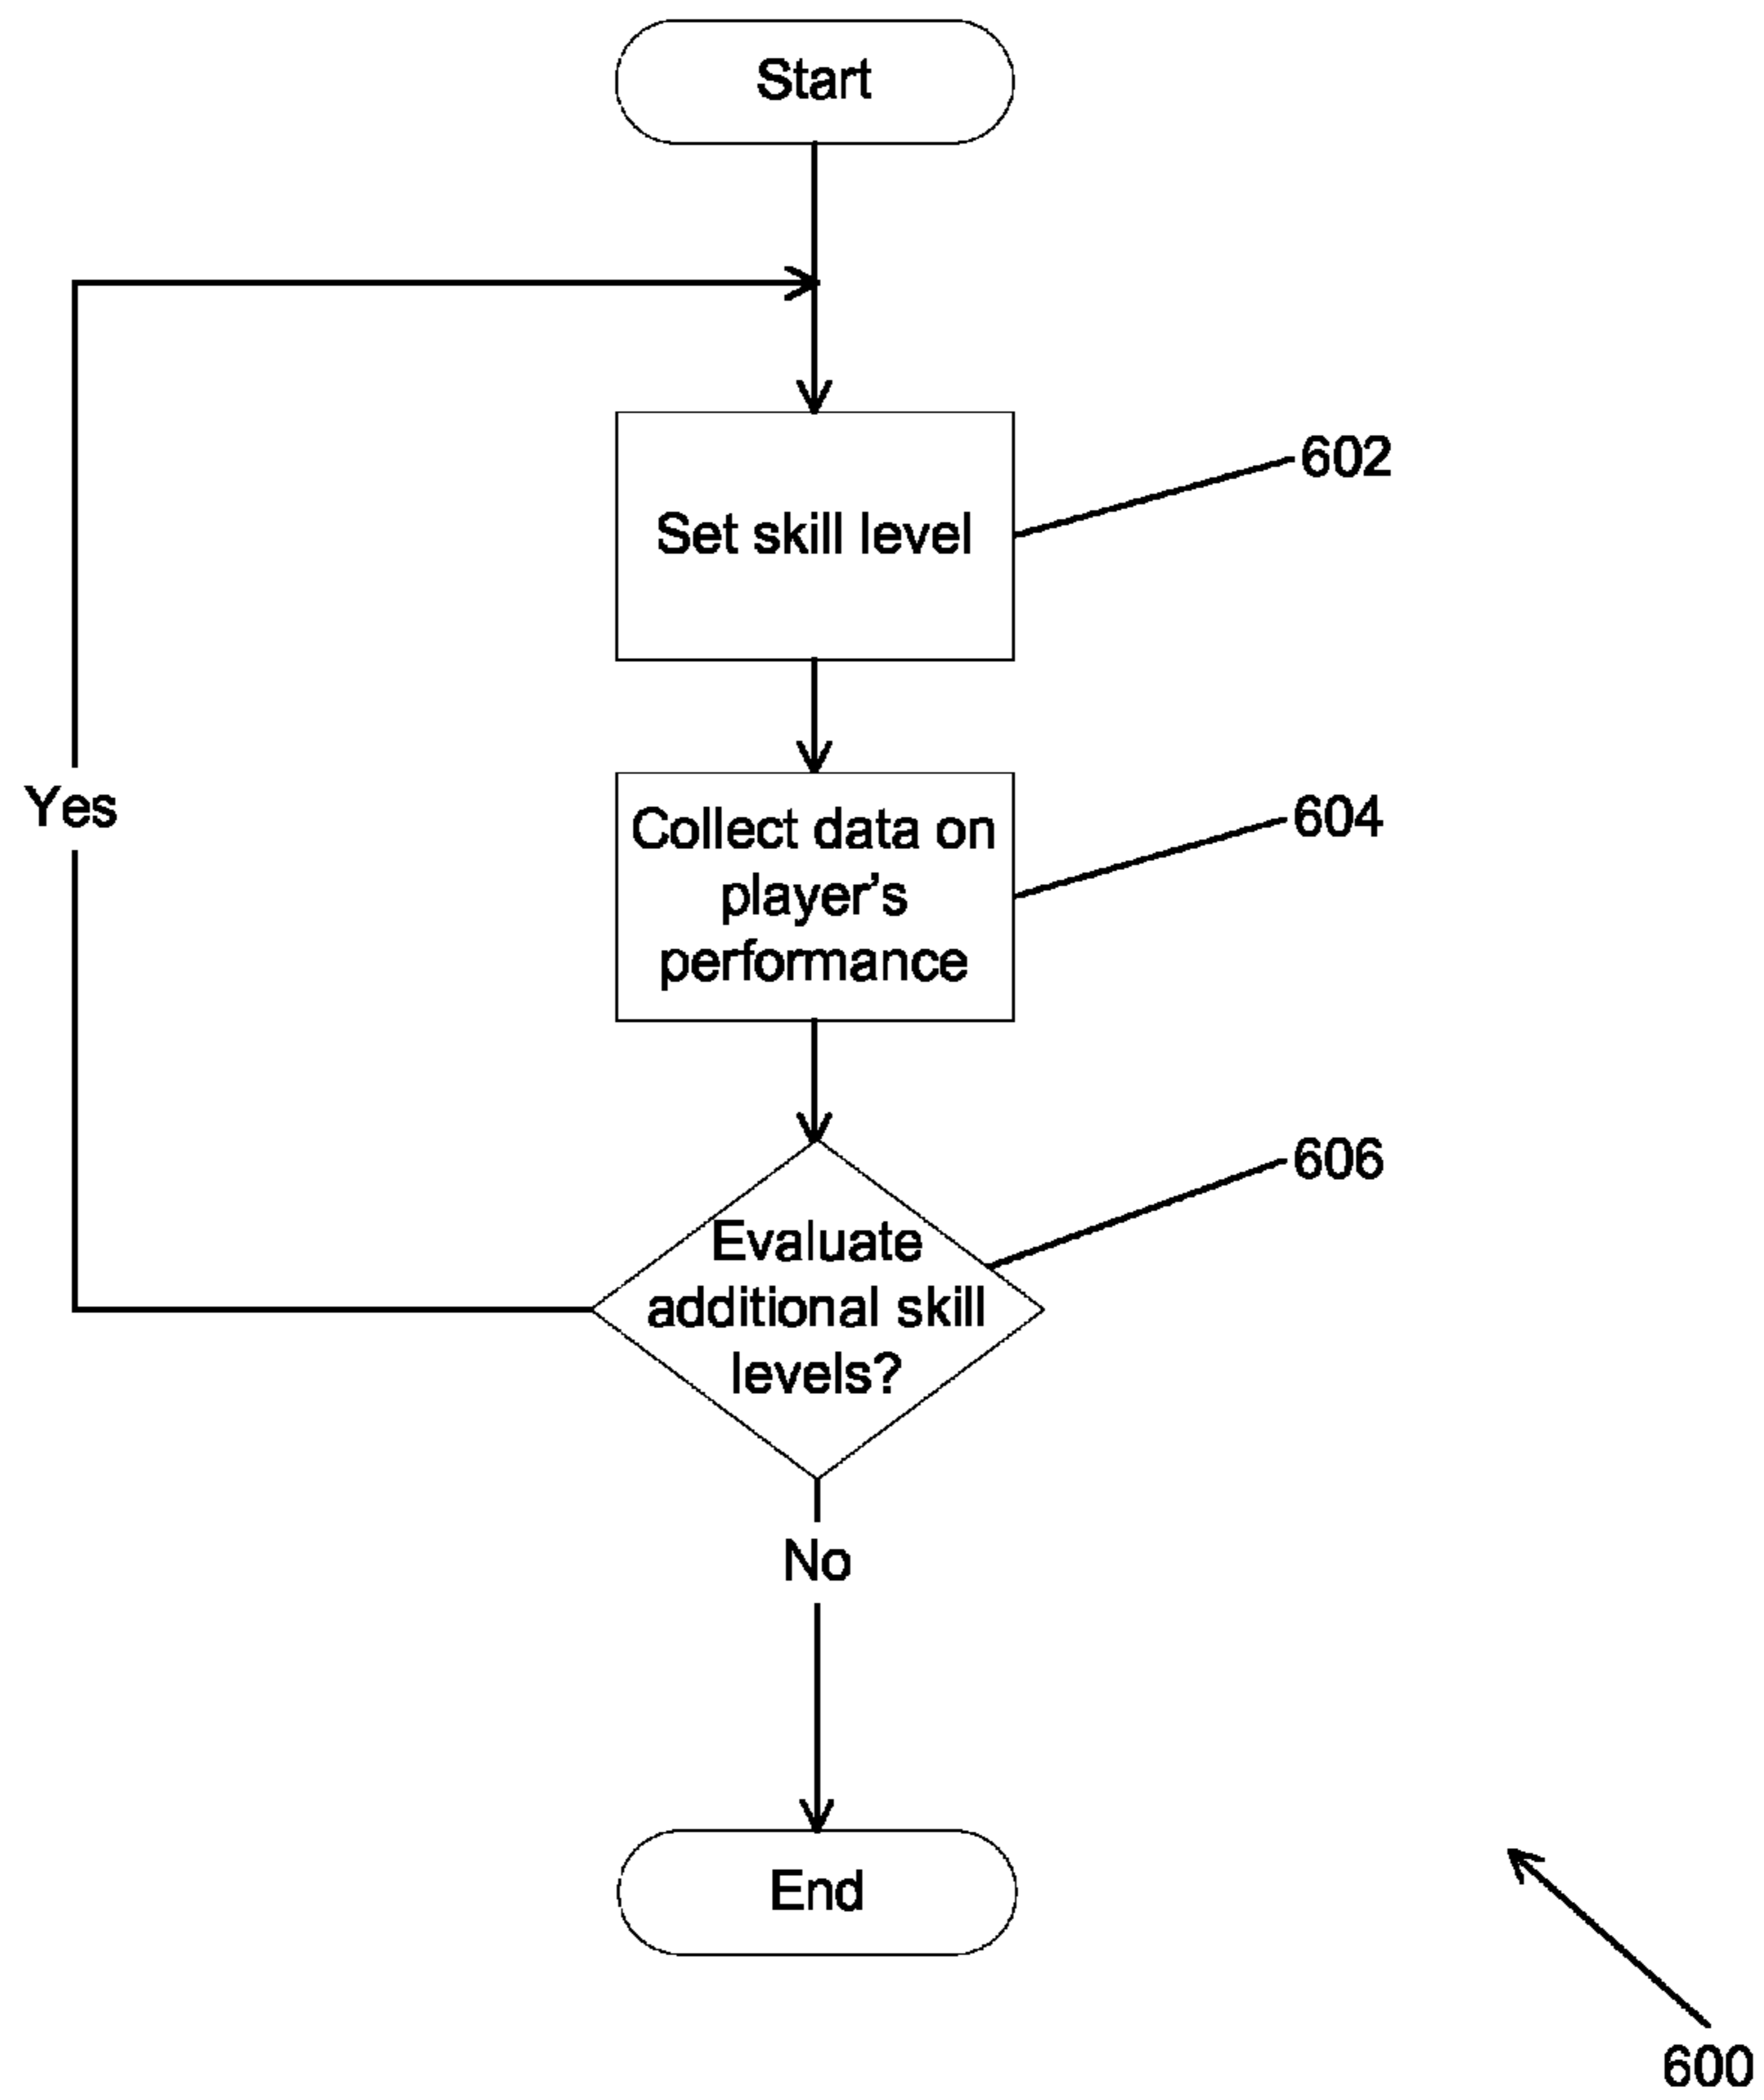 Start
Set skill level
602
Yes
Collect data on
player's
performance
604
Evaluate
additional skill
levels?
606
No
End
600